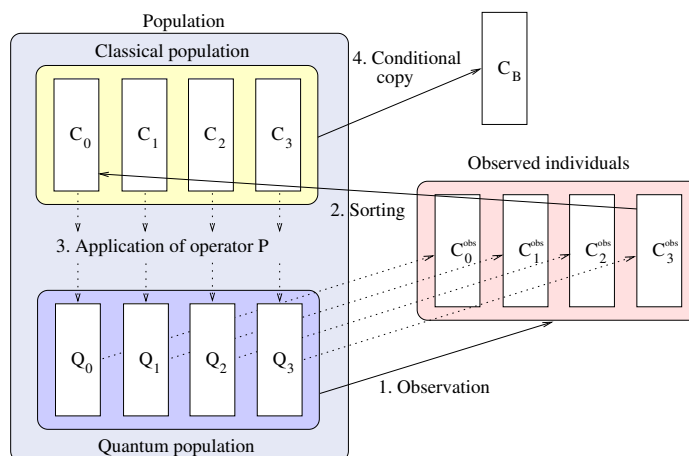 Population
Classical population
4. Conditional
copy
C_B
C_0 C_1 C_2 C_3
Observed individuals
2. Sorting
3. Application of operator P
C_0^obs C_1^obs C_2^obs C_3^obs
Q_0 Q_1 Q_2 Q_3
1. Observation
Quantum population